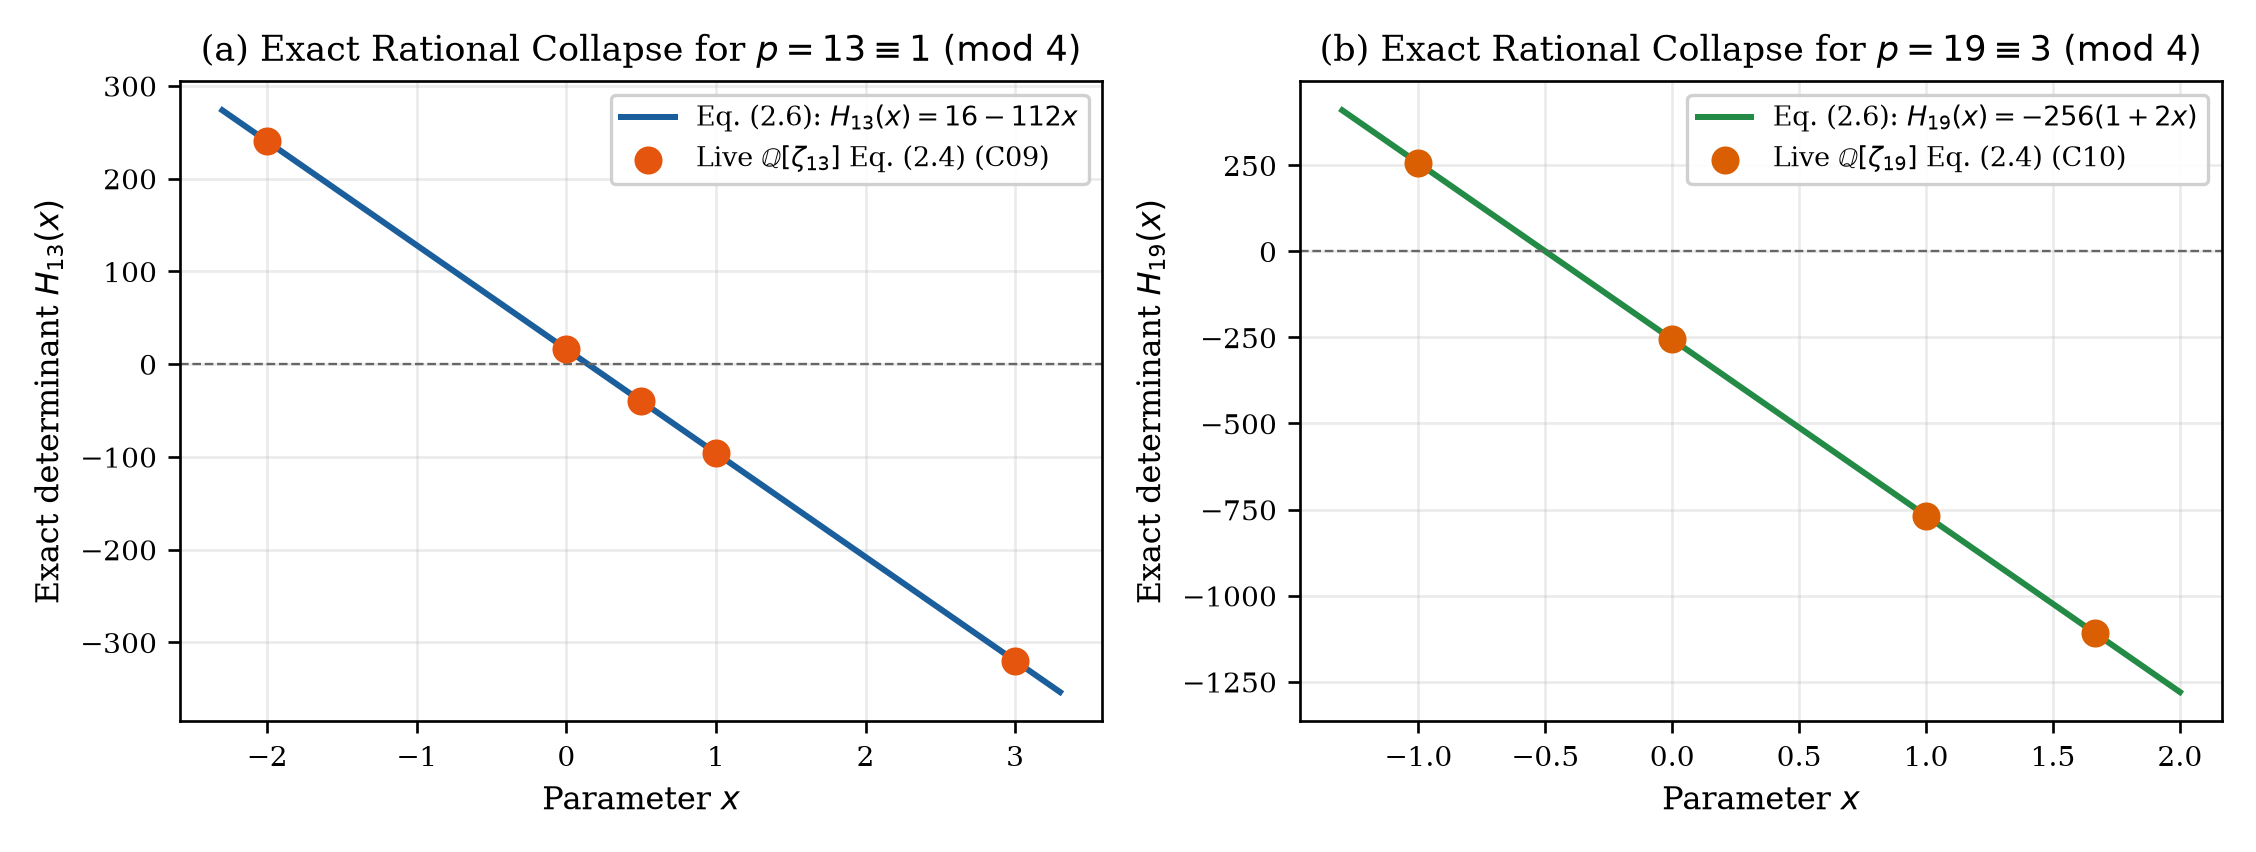 (a) Exact Rational Collapse for p = 13 ≡ 1 (mod 4)
Exact determinant H₁₃(x)
300
200
100
0
−100
−200
−300
Eq. (2.6): H₁₃(x) = 16 − 112x
Live ℚ[ζ₁₃] Eq. (2.4) (C09)
−2
−1
0
1
2
3
Parameter x
(b) Exact Rational Collapse for p = 19 ≡ 3 (mod 4)
Exact determinant H₁₉(x)
250
0
−250
−500
−750
−1000
−1250
Eq. (2.6): H₁₉(x) = −256(1 + 2x)
Live ℚ[ζ₁₉] Eq. (2.4) (C10)
−1.0
−0.5
0.0
0.5
1.0
1.5
2.0
Parameter x